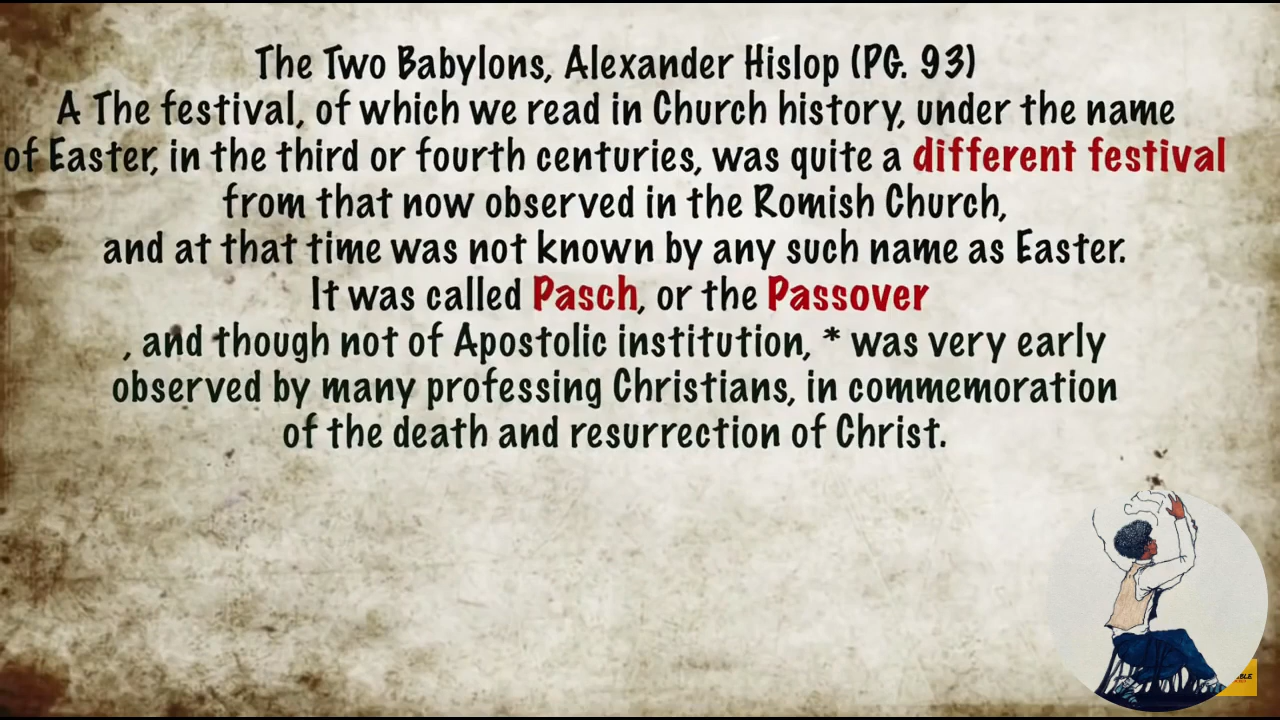 The Two Babylons, Alexander Hislop (PG. 93)
A The festival, of which we read in Church history, under the name
of Easter, in the third or fourth centuries, was quite a different festival
from that now observed in the Romish Church,
and at that time was not known by any such name as Easter.
It was called Pasch, or the Passover
, and though not of Apostolic institution, * was very early
observed by many professing Christians, in commemoration
of the death and resurrection of Christ.